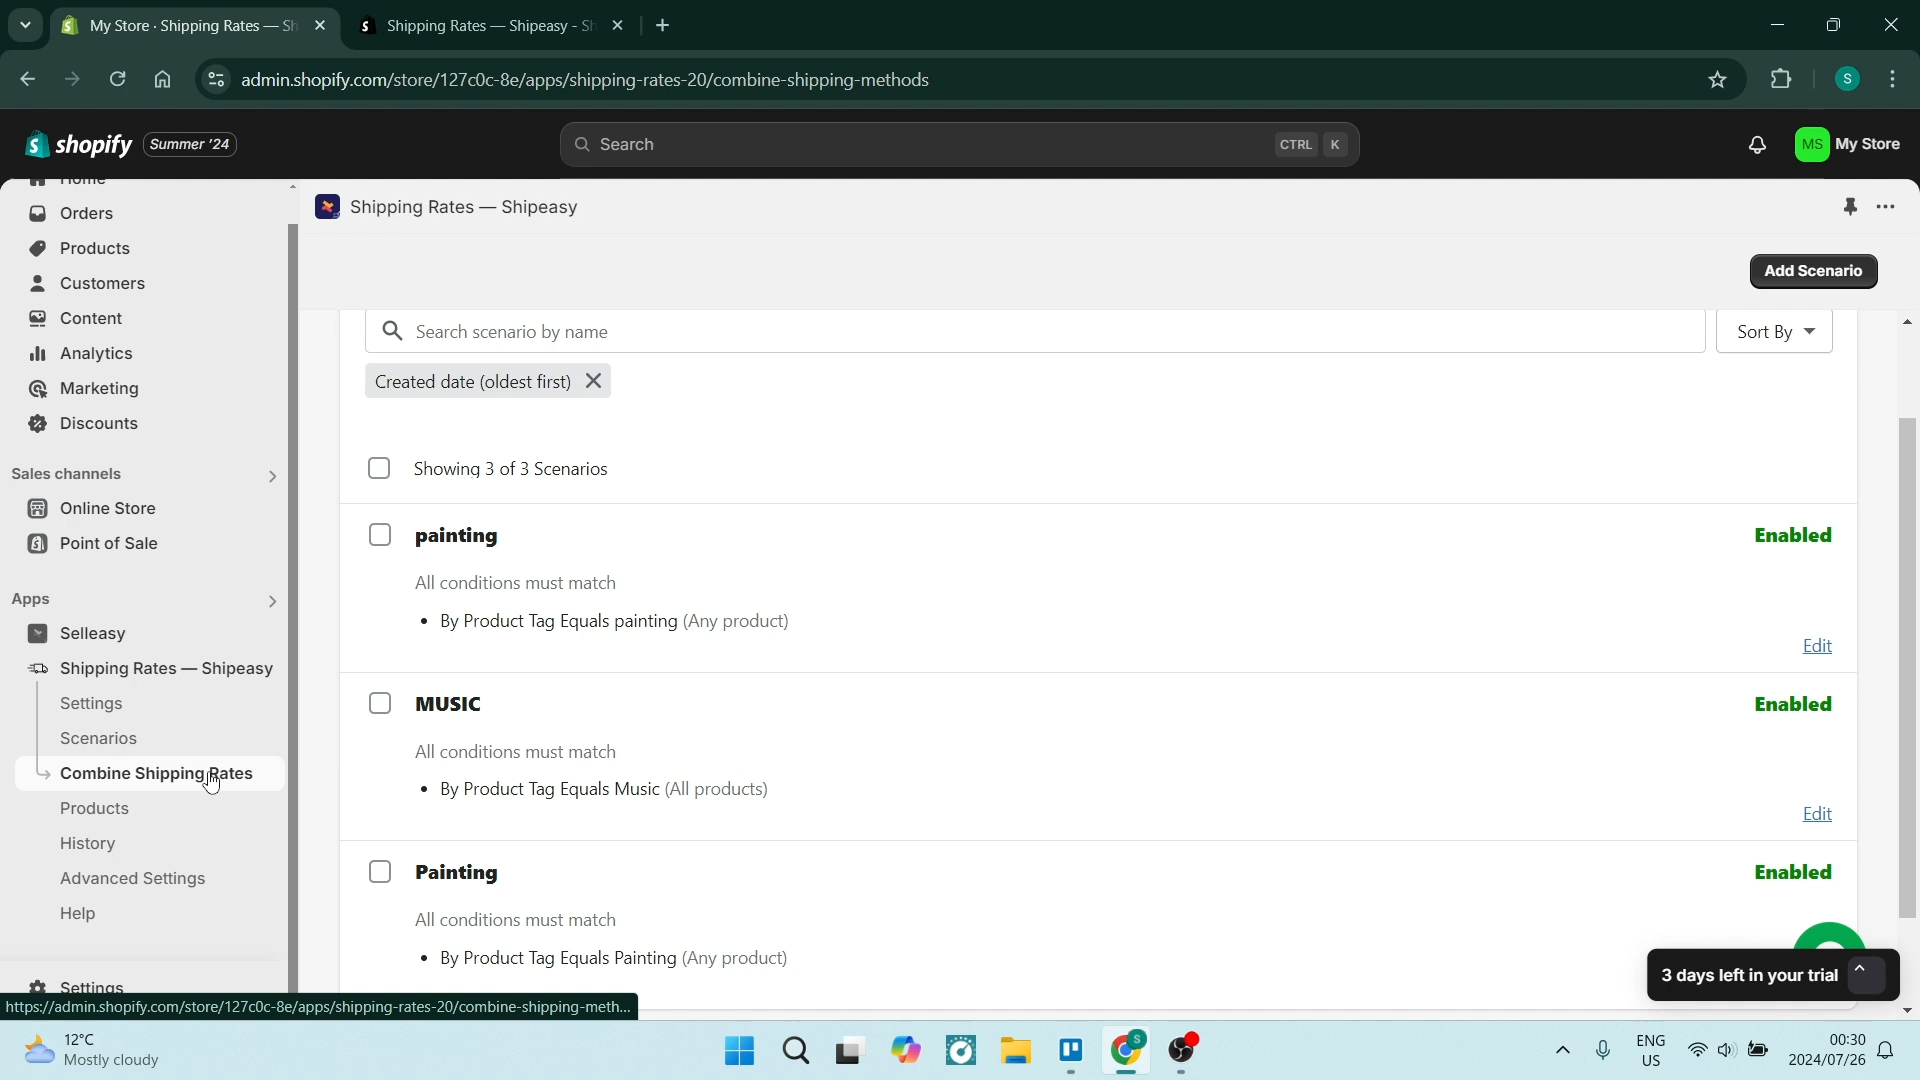 My Store · Shipping Rates — Sh
Shipping Rates — Shipeasy - Sh
admin.shopify.com/store/127c0c-8e/apps/shipping-rates-20/combine-shipping-methods
S
shopify
Summer '24
Search
CTRL
K
MS
My Store
Home
Orders
Products
Customers
Content
Analytics
Marketing
Discounts
Sales channels
Online Store
Point of Sale
Apps
Selleasy
Shipping Rates — Shipeasy
Settings
Scenarios
Combine Shipping Rates
Products
History
Advanced Settings
Help
Settings
https://admin.shopify.com/store/127c0c-8e/apps/shipping-rates-20/combine-shipping-meth...
Shipping Rates — Shipeasy
Add Scenario
Search scenario by name
Sort By
Created date (oldest first)
Showing 3 of 3 Scenarios
painting
Enabled
All conditions must match
• By Product Tag Equals painting (Any product)
Edit
MUSIC
Enabled
All conditions must match
• By Product Tag Equals Music (All products)
Edit
Painting
Enabled
All conditions must match
• By Product Tag Equals Painting (Any product)
3 days left in your trial
12°C
Mostly cloudy
S
ENG
US
00:30
2024/07/26